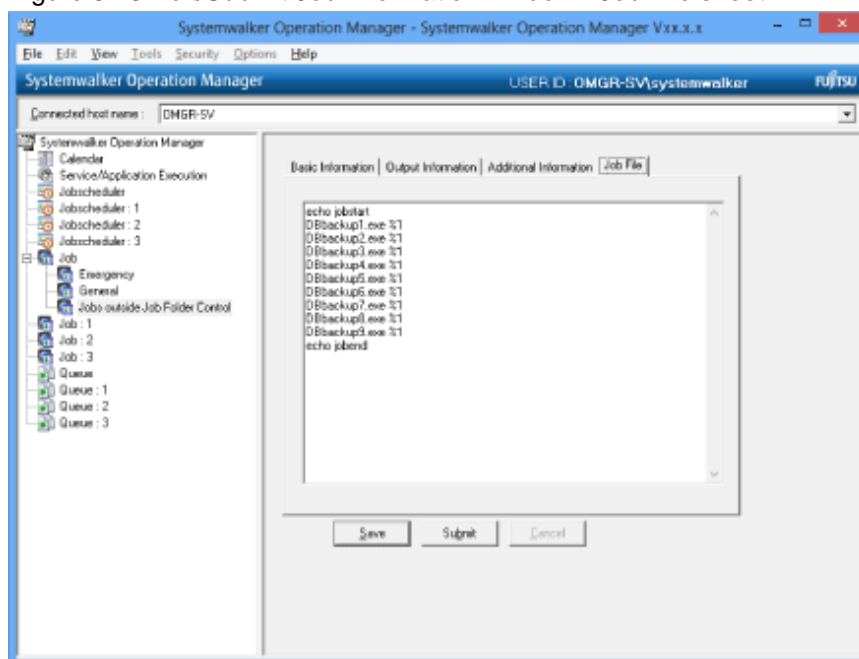 Systemwalker Operation Manager - Systemwalker Operation Manager Vxx.x.x
File Edit View Tools Security Options Help
Systemwalker Operation Manager USER ID : OMGR-SV\systemwalker FUJITSU
Connected host name : OMGR-SV
Systemwalker Operation Manager
Calendar
Service/Application Execution
Jobscheduler
Jobscheduler : 1
Jobscheduler : 2
Jobscheduler : 3
Job
Emergency
General
Jobs outside Job Folder Control
Job : 1
Job : 2
Job : 3
Queue
Queue : 1
Queue : 2
Queue : 3
Basic Information Output Information Additional Information Job File
echo jobstart
DBbackup1.exe %1
DBbackup2.exe %1
DBbackup3.exe %1
DBbackup4.exe %1
DBbackup5.exe %1
DBbackup6.exe %1
DBbackup7.exe %1
DBbackup8.exe %1
DBbackup9.exe %1
echo jobend
Save Submit Cancel